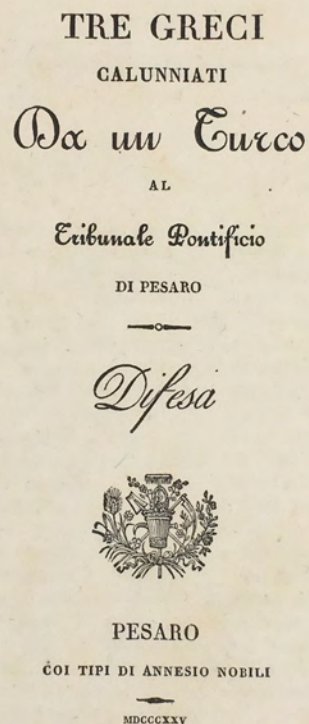 TRE GRECI
CALUNNIATI
Da un Turco
AL
Tribunale Pontificio
DI PESARO
Difesa
PESARO
COI TIPI DI ANNESIO NOBILI
MDCCCXXV